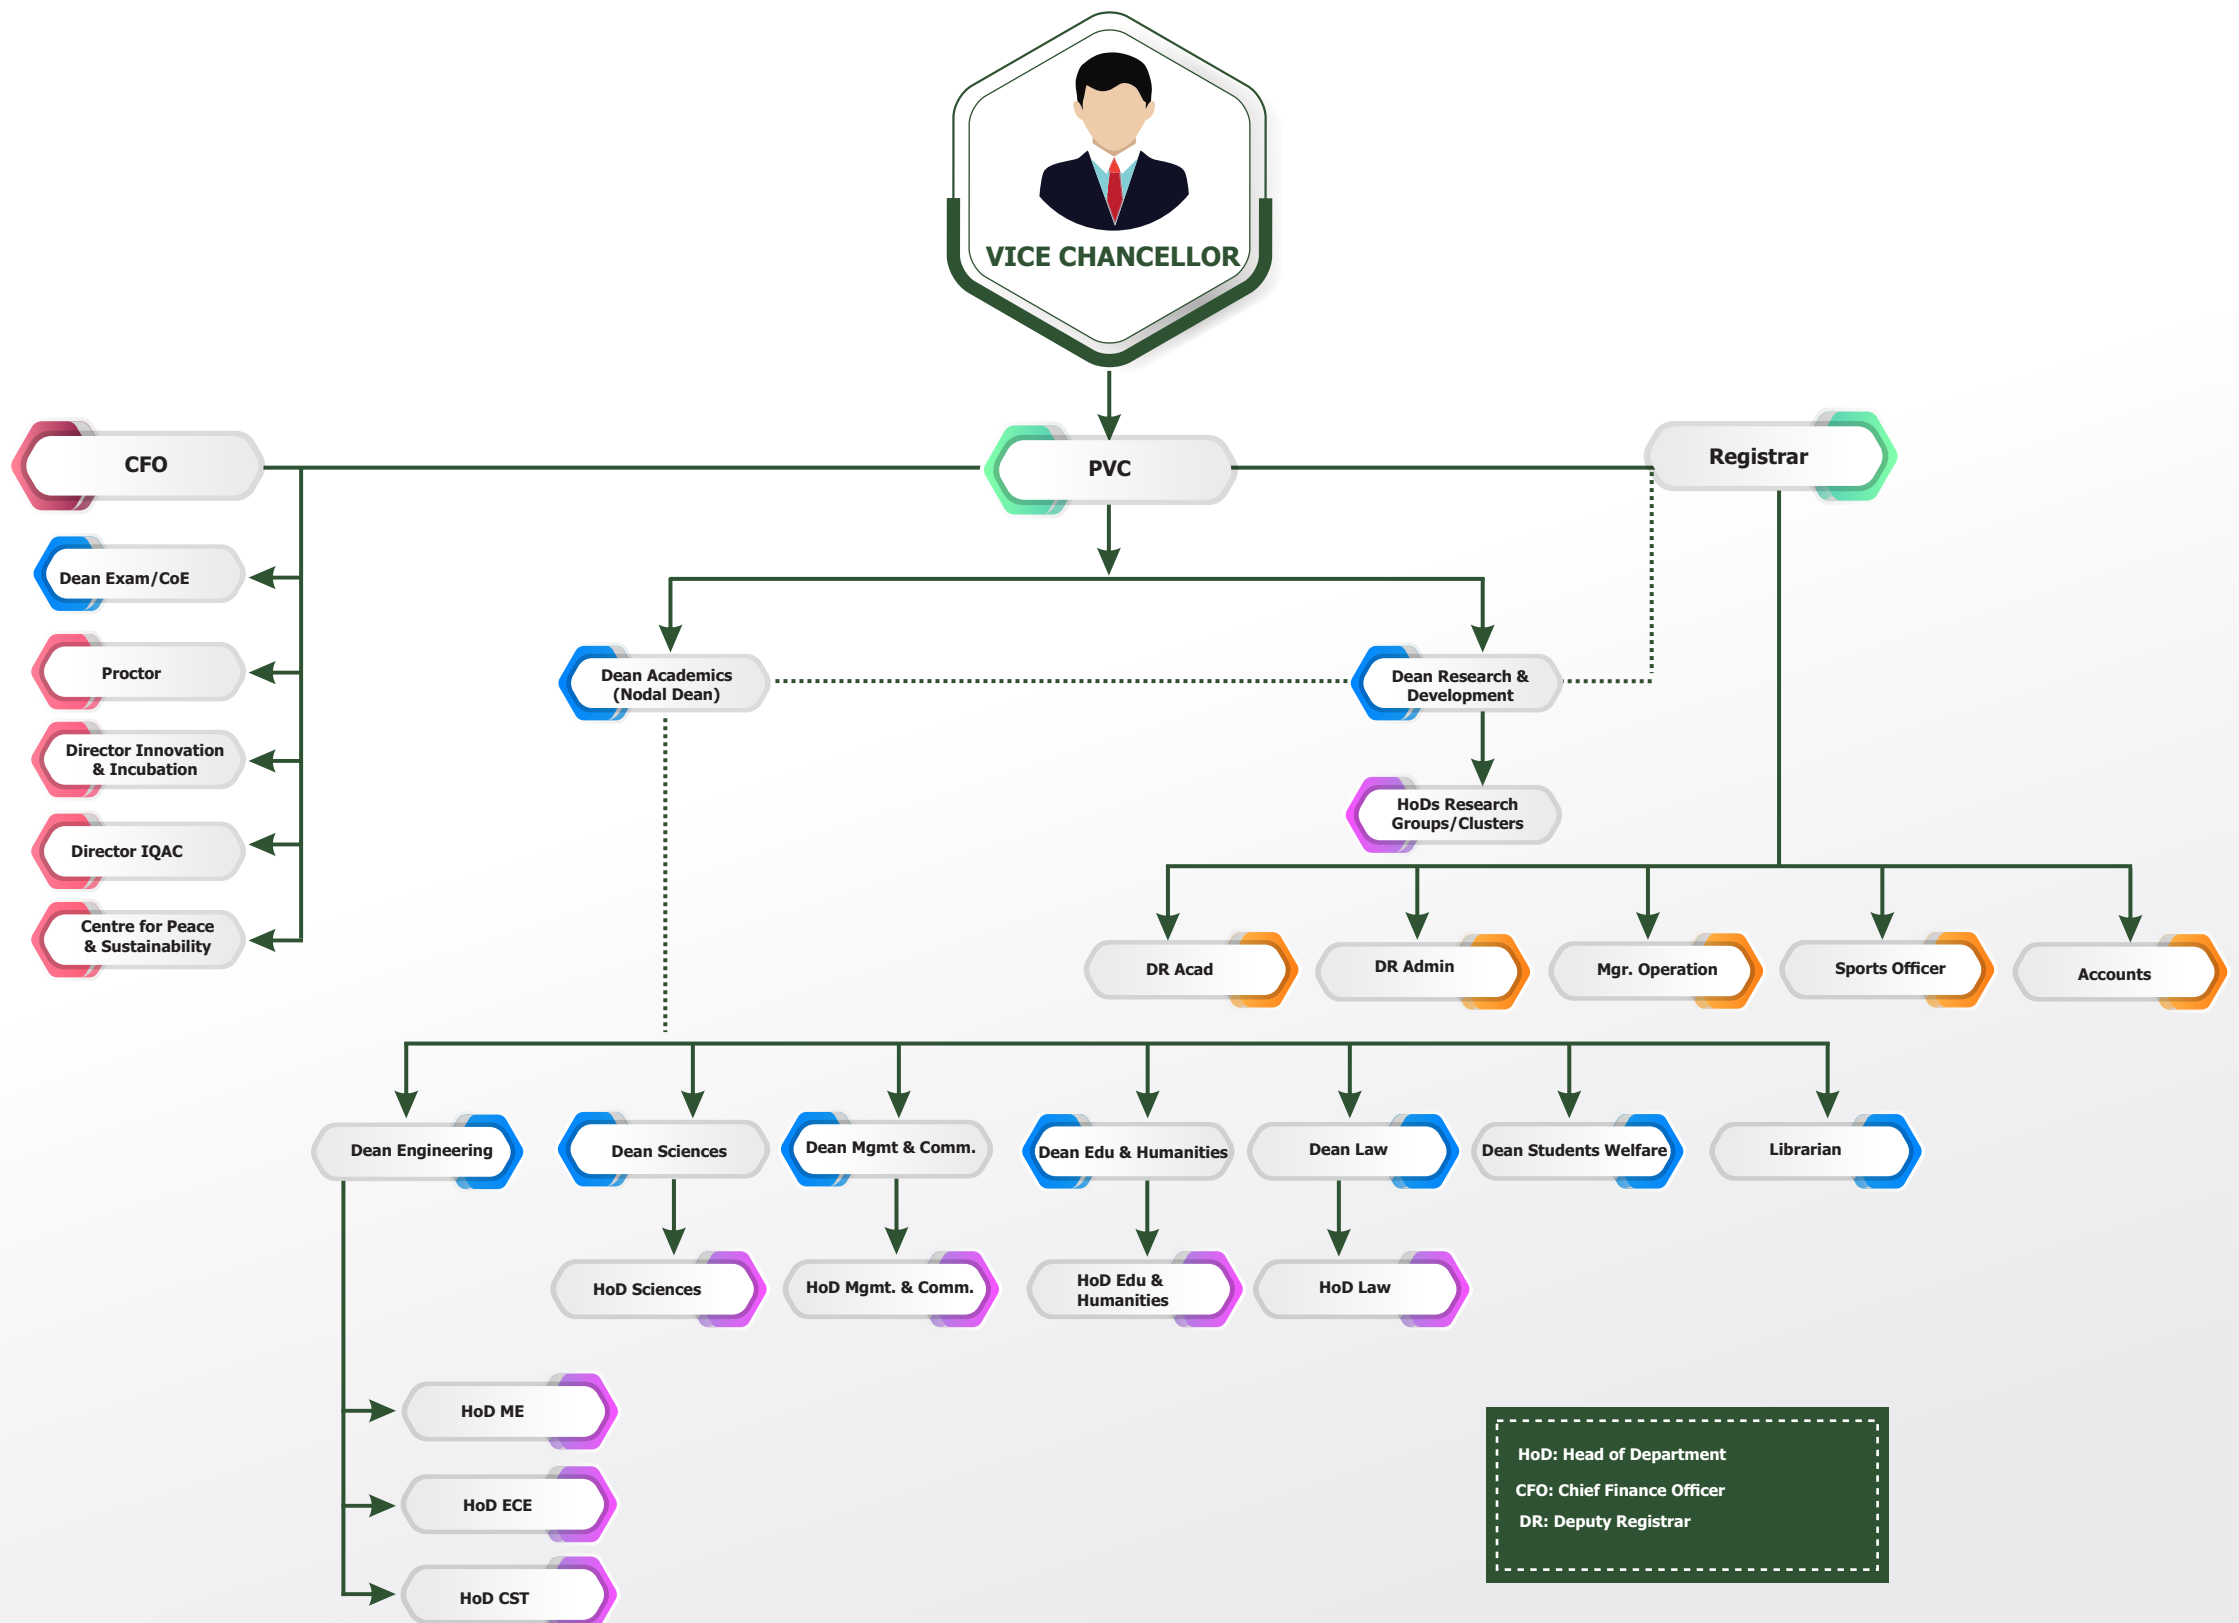 VICE CHANCELLOR
CFO
PVC
Registrar
Dean Exam/CoE
Proctor
Director Innovation
& Incubation
Director IQAC
Centre for Peace
& Sustainability
Dean Academics
(Nodal Dean)
Dean Research &
Development
HoDs Research
Groups/Clusters
DR Acad
DR Admin
Mgr. Operation
Sports Officer
Accounts
Dean Engineering
Dean Sciences
Dean Mgmt & Comm.
Dean Edu & Humanities
Dean Law
Dean Students Welfare
Librarian
HoD Sciences
HoD Mgmt. & Comm.
HoD Edu &
Humanities
HoD Law
HoD ME
HoD ECE
HoD CST
HoD: Head of Department
CFO: Chief Finance Officer
DR: Deputy Registrar